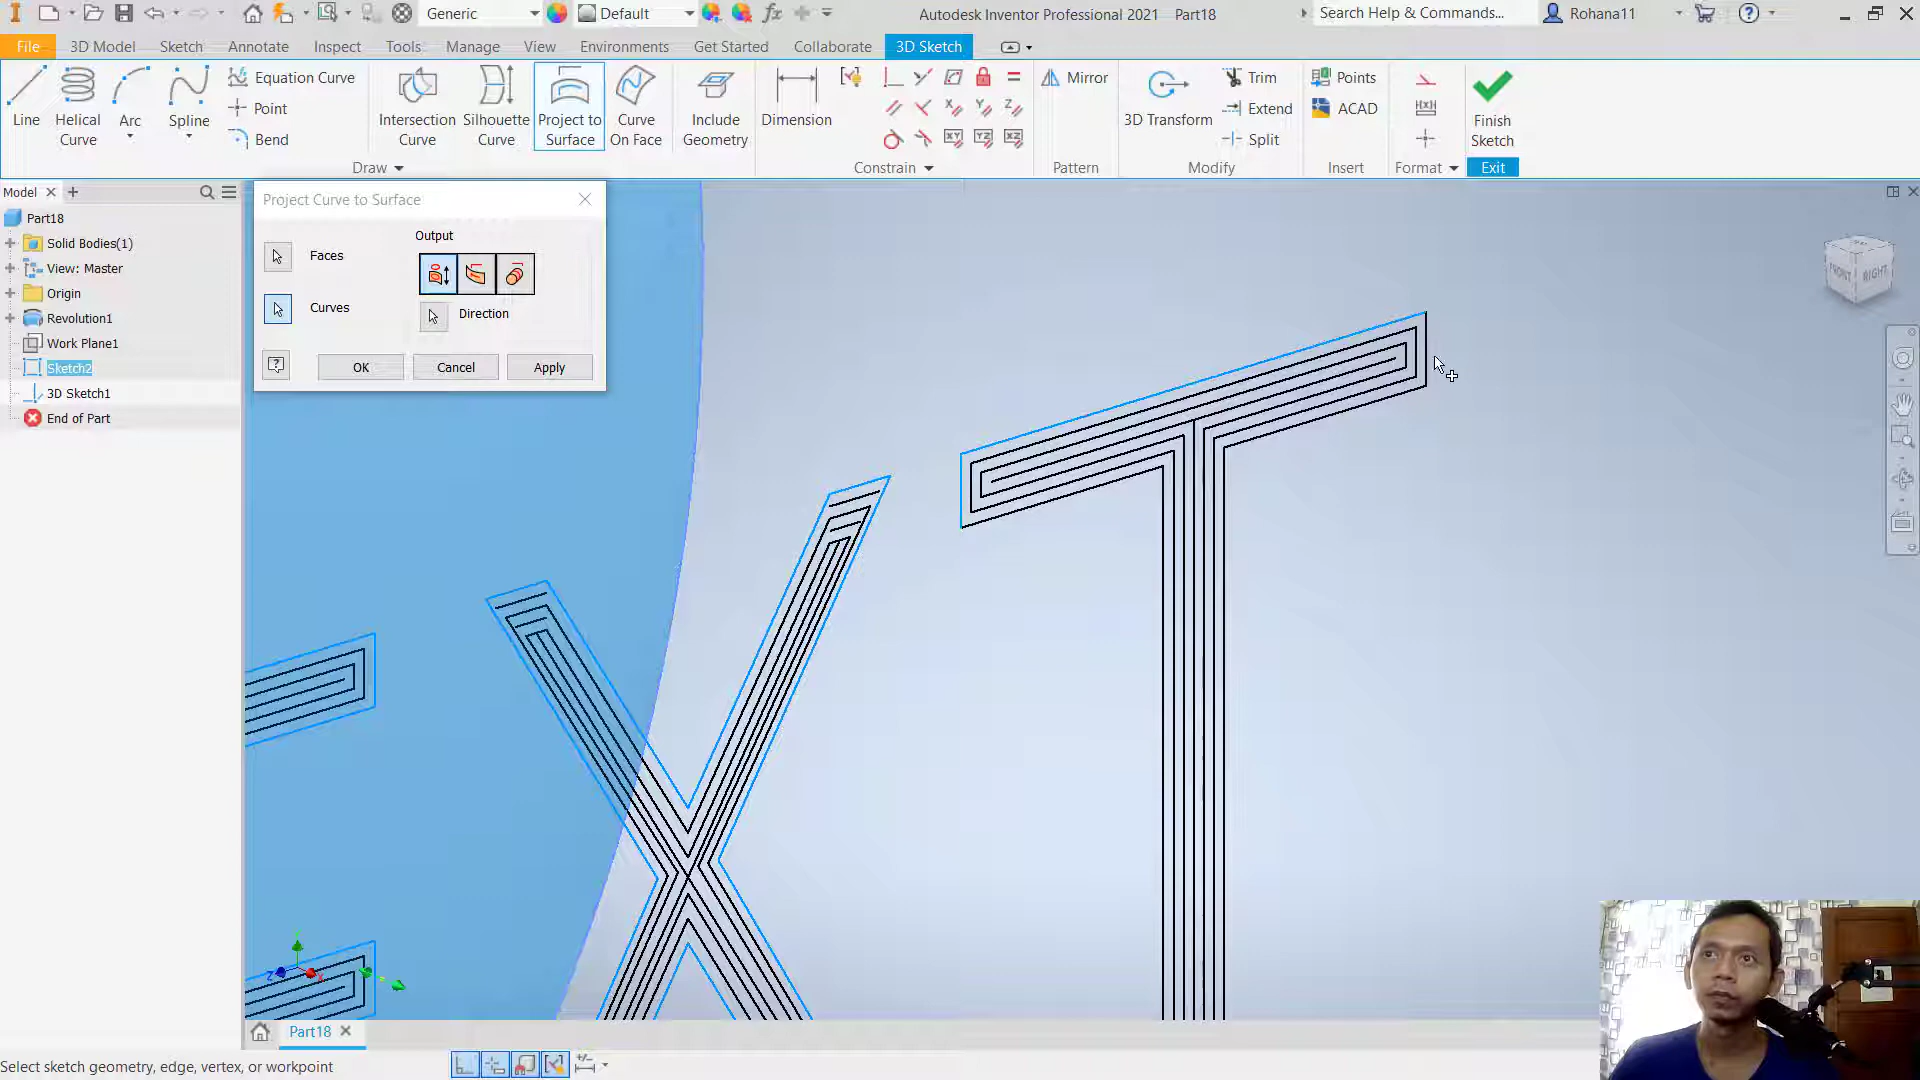 Generic
Default
Autodesk Inventor Professional 2021 Part18
Search Help & Commands...
Rohana11
File
3D Model
Sketch
Annotate
Inspect
Tools
Manage
View
Environments
Get Started
Collaborate
3D Sketch
Line
Helical Curve
Arc
Spline
Equation Curve
Point
Bend
Intersection Curve
Silhouette Curve
Project to Surface
Curve On Face
Include Geometry
Dimension
Mirror
3D Transform
Trim
Extend
Split
Points
ACAD
Finish Sketch
Draw
Constrain
Pattern
Modify
Insert
Format
Exit
Model
Part18
Solid Bodies(1)
View: Master
Origin
Revolution1
Work Plane1
Sketch2
3D Sketch1
End of Part
Project Curve to Surface
Faces
Output
Curves
Direction
OK
Cancel
Apply
FRONT
RIGHT
Z
Part18
Select sketch geometry, edge, vertex, or workpoint